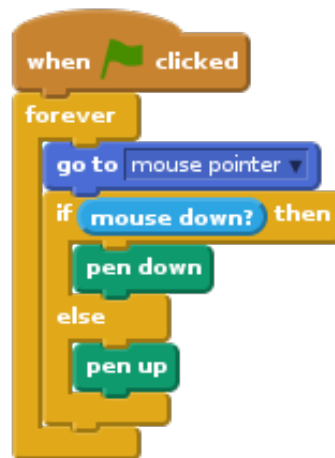 when clicked
forever
go to mouse pointer
if mouse down? then
pen down
else
pen up